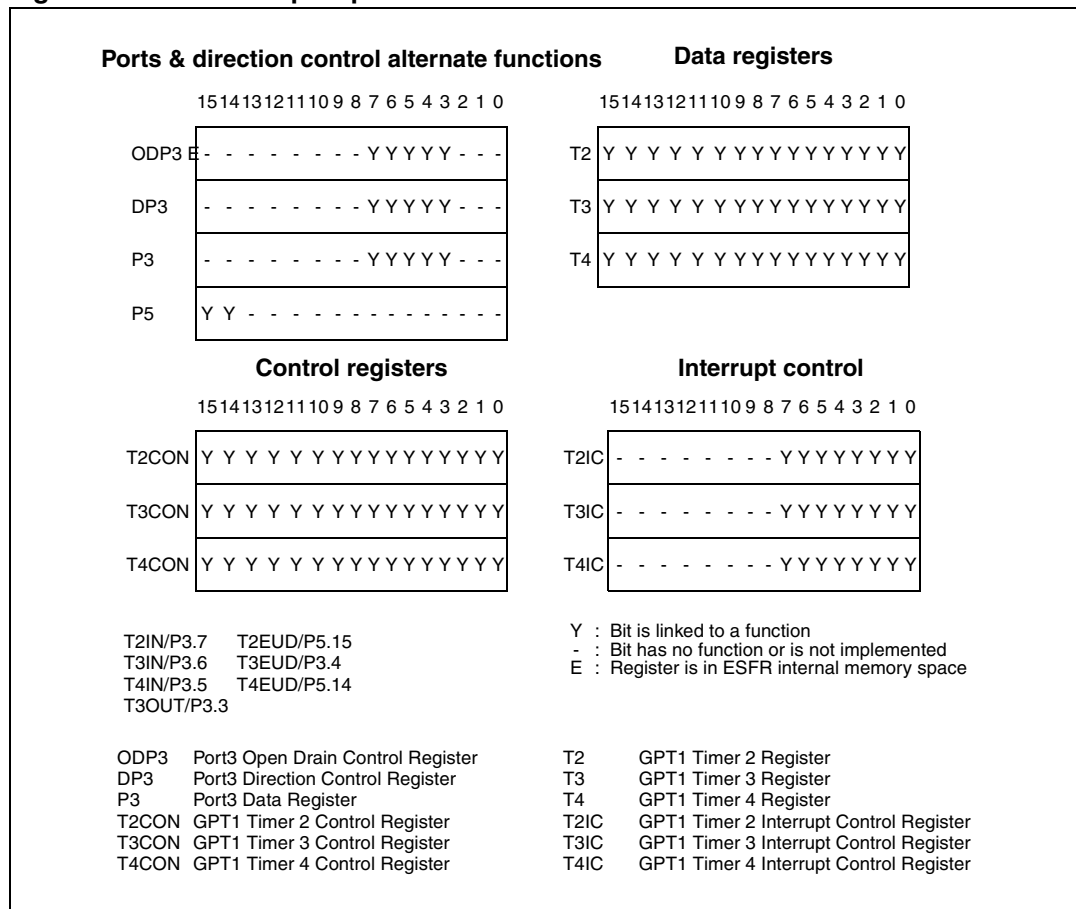 Ports & direction control alternate functions
15 14 13 12 11 10 9 8 7 6 5 4 3 2 1 0
ODP3 E - - - - - - - - Y Y Y Y Y - - -
DP3 - - - - - - - - Y Y Y Y Y - - -
P3 - - - - - - - - Y Y Y Y Y - - -
P5 Y Y - - - - - - - - - - - - - -
Data registers
15 14 13 12 11 10 9 8 7 6 5 4 3 2 1 0
T2 Y Y Y Y Y Y Y Y Y Y Y Y Y Y Y Y
T3 Y Y Y Y Y Y Y Y Y Y Y Y Y Y Y Y
T4 Y Y Y Y Y Y Y Y Y Y Y Y Y Y Y Y
Control registers
15 14 13 12 11 10 9 8 7 6 5 4 3 2 1 0
T2CON Y Y Y Y Y Y Y Y Y Y Y Y Y Y Y Y
T3CON Y Y Y Y Y Y Y Y Y Y Y Y Y Y Y Y
T4CON Y Y Y Y Y Y Y Y Y Y Y Y Y Y Y Y
Interrupt control
15 14 13 12 11 10 9 8 7 6 5 4 3 2 1 0
T2IC - - - - - - - - Y Y Y Y Y Y Y Y
T3IC - - - - - - - - Y Y Y Y Y Y Y Y
T4IC - - - - - - - - Y Y Y Y Y Y Y Y
T2IN/P3.7 T2EUD/P5.15
T3IN/P3.6 T3EUD/P3.4
T4IN/P3.5 T4EUD/P5.14
T3OUT/P3.3
Y : Bit is linked to a function
- : Bit has no function or is not implemented
E : Register is in ESFR internal memory space
ODP3 Port3 Open Drain Control Register
DP3 Port3 Direction Control Register
P3 Port3 Data Register
T2CON GPT1 Timer 2 Control Register
T3CON GPT1 Timer 3 Control Register
T4CON GPT1 Timer 4 Control Register
T2 GPT1 Timer 2 Register
T3 GPT1 Timer 3 Register
T4 GPT1 Timer 4 Register
T2IC GPT1 Timer 2 Interrupt Control Register
T3IC GPT1 Timer 3 Interrupt Control Register
T4IC GPT1 Timer 4 Interrupt Control Register